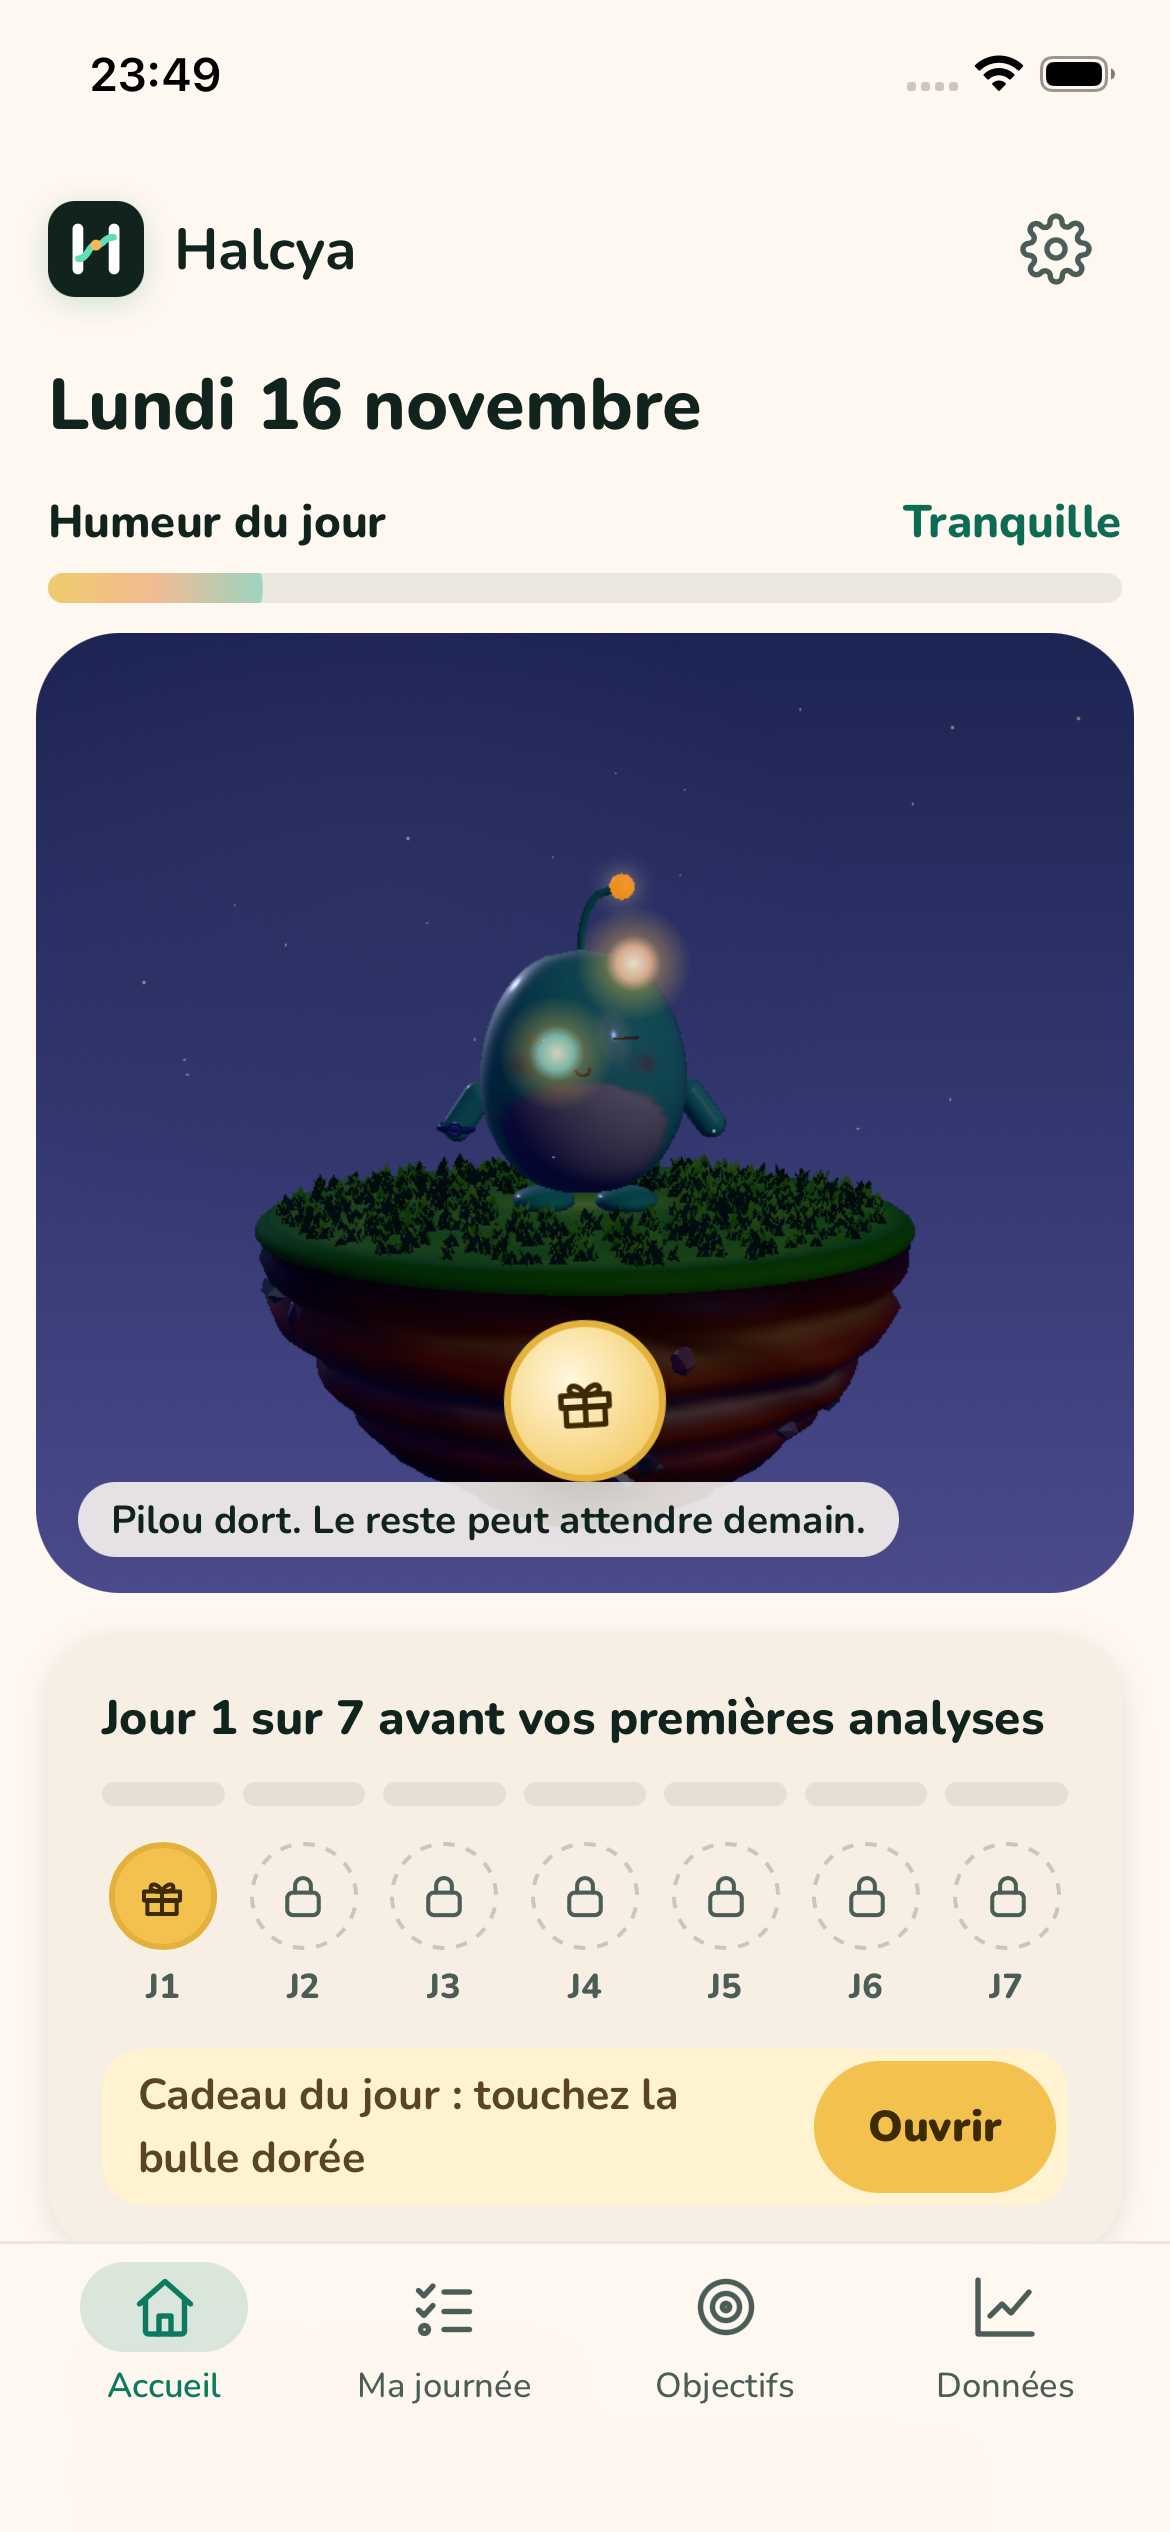 23:49
Halcya
Lundi 16 novembre
Humeur du jour
Tranquille
Pilou dort. Le reste peut attendre demain.
Jour 1 sur 7 avant vos premières analyses
J1
J2
J3
J4
J5
J6
J7
Cadeau du jour : touchez la
bulle dorée
Ouvrir
Accueil
Ma journée
Objectifs
Données